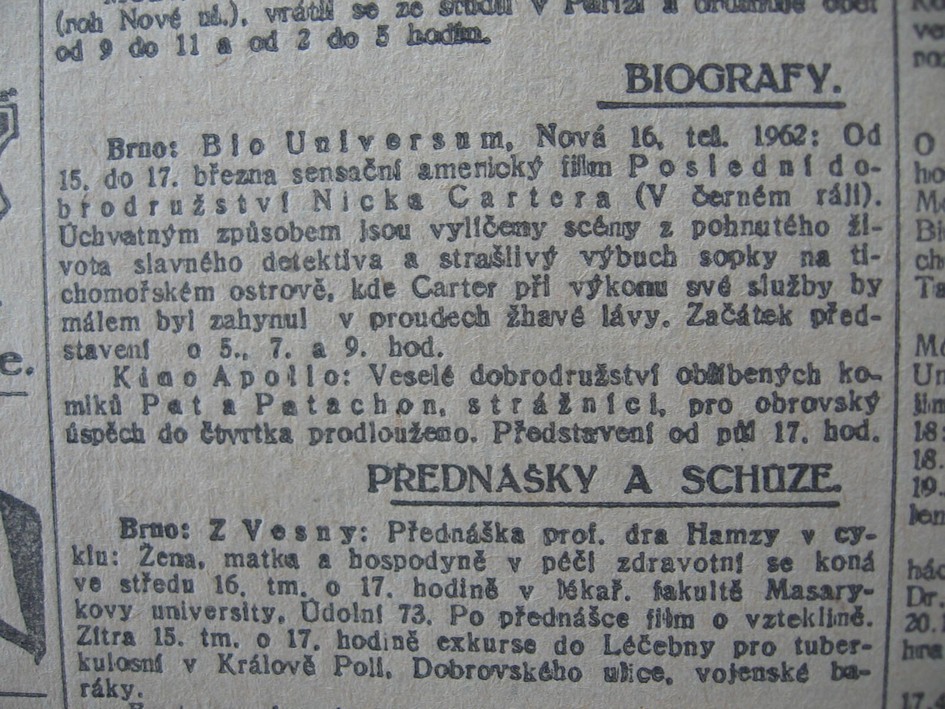 (roh Nové ul.), vrátil se ze studií v Paříži a ordinuje opět
od 9 do 11 a od 2 do 5 hodin.
BIOGRAFY.
Brno: Bio Universum, Nová 16, tel. 1962: Od
15. do 17. března sensační americký film Poslední do-
brodružství Nicka Cartera (V černém ráji).
Úchvatným způsobem jsou vylíčemy scény z pohnutého ži-
vota slavného detektiva a strašlivý výbuch sopky na ti-
chomořském ostrově, kde Carter při výkonu své služby by
málem byl zahynul v proudech žhavé lávy. Začátek před-
stavení o 5., 7. a 9. hod.
Kino Apollo: Veselé dobrodružství oblíbených ko-
miků Pat a Patachon, strážníci, pro obrovský
úspěch do čtvrtka prodlouženo. Představení od půl 17. hod.
PŘEDNÁŠKY A SCHŮZE.
Brno: Z Vesny: Přednáška prof. dra Hamzy v cy-
klu: Žena, matka a hospodyně v péči zdravotní se koná
ve středu 16. tm. o 17. hodině v lékař. fakultě Masary-
kovy university, Údolní 73. Po přednášce film o vzteklině.
Zítra 15. tm. o 17. hodině exkurse do Léčebny pro tuber-
kulosní v Králově Poli, Dobrovského ulice, vojenské ba-
ráky.